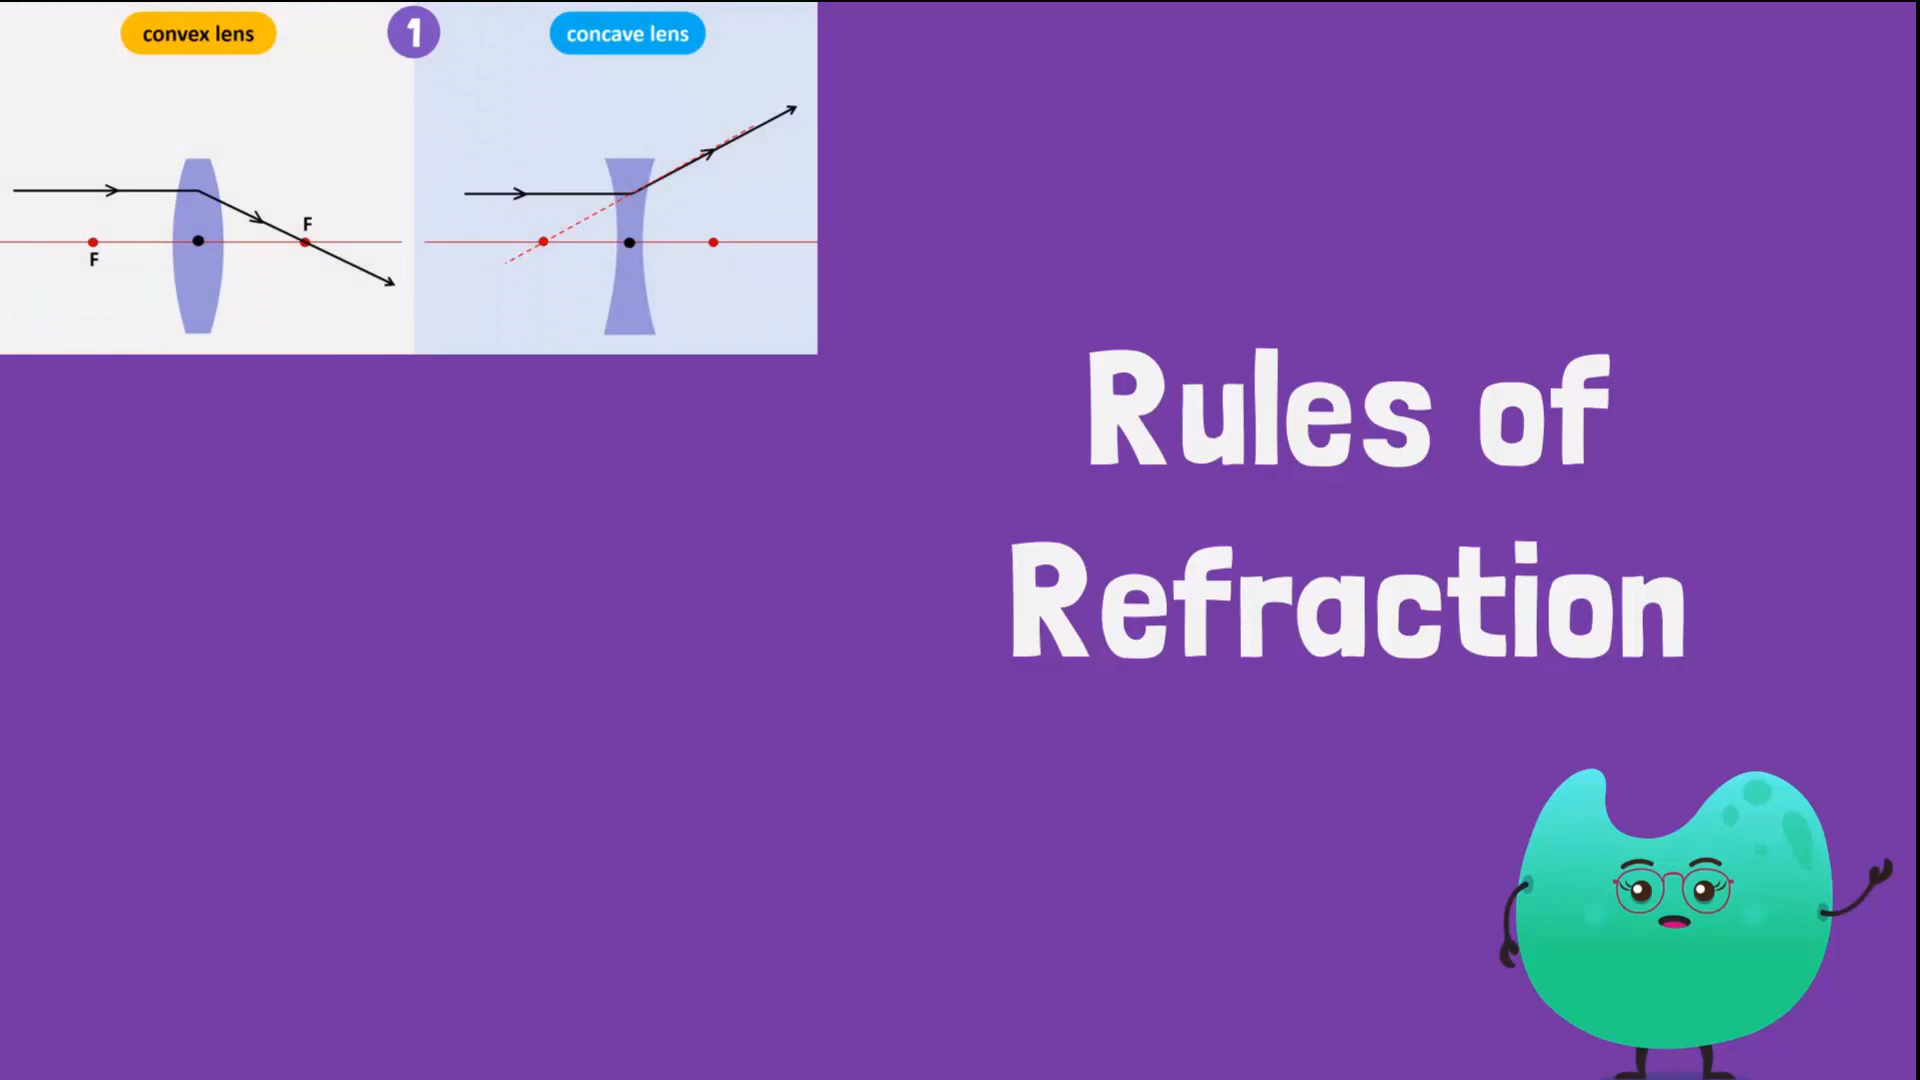 convex lens
1
concave lens
F
F
Rules of
Refraction